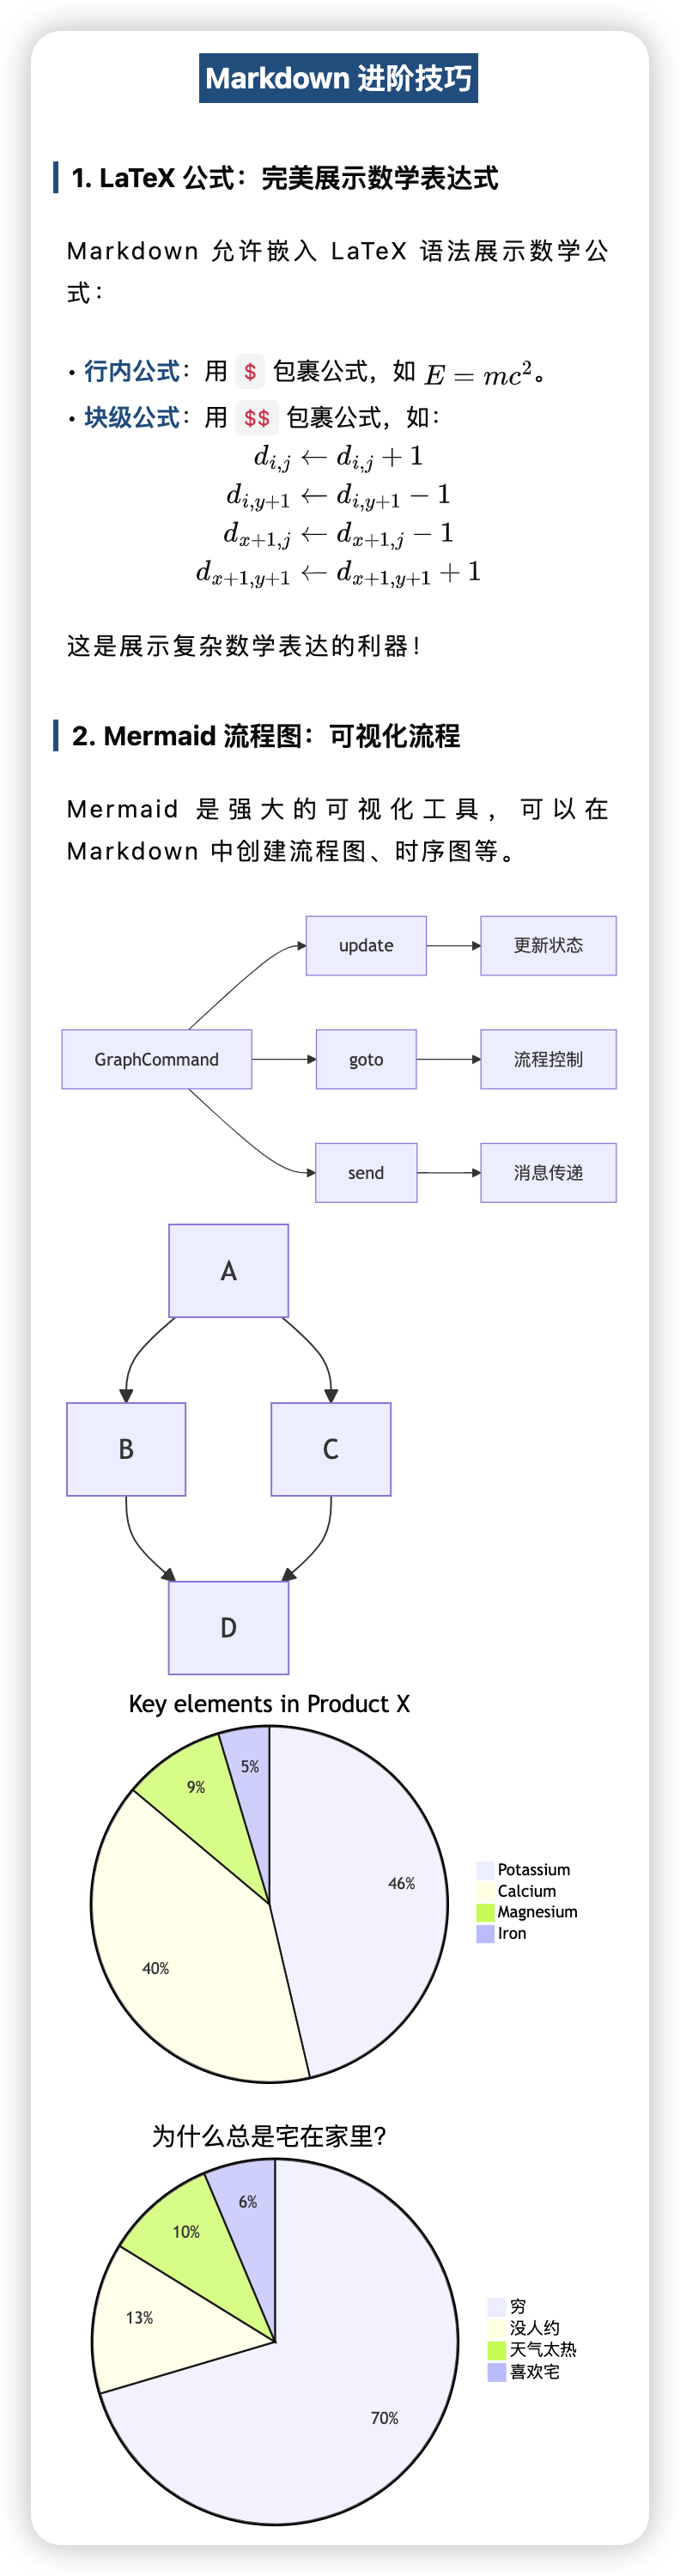 Markdown 进阶技巧
1. LaTeX 公式：完美展示数学表达式
Markdown 允许嵌入 LaTeX 语法展示数学公
式：
• 行内公式：用 $ 包裹公式，如 E = mc²。
• 块级公式：用 $$ 包裹公式，如：
d_{i,j} ← d_{i,j} + 1
d_{i,y+1} ← d_{i,y+1} − 1
d_{x+1,j} ← d_{x+1,j} − 1
d_{x+1,y+1} ← d_{x+1,y+1} + 1
这是展示复杂数学表达的利器！
2. Mermaid 流程图：可视化流程
Mermaid 是强大的可视化工具，可以在
Markdown 中创建流程图、时序图等。
update
更新状态
GraphCommand
goto
流程控制
send
消息传递
A
B
C
D
Key elements in Product X
5%
9%
46%
40%
Potassium
Calcium
Magnesium
Iron
为什么总是宅在家里？
6%
10%
13%
70%
穷
没人约
天气太热
喜欢宅